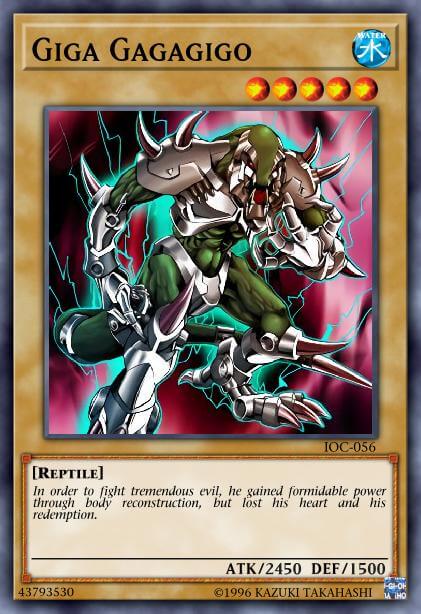 Giga Gagagigo
WATER
水
IOC-056
[Reptile]
In order to fight tremendous evil, he gained formidable power
through body reconstruction, but lost his heart and his
redemption.
ATK/2450 DEF/1500
43793530
©1996 KAZUKI TAKAHASHI